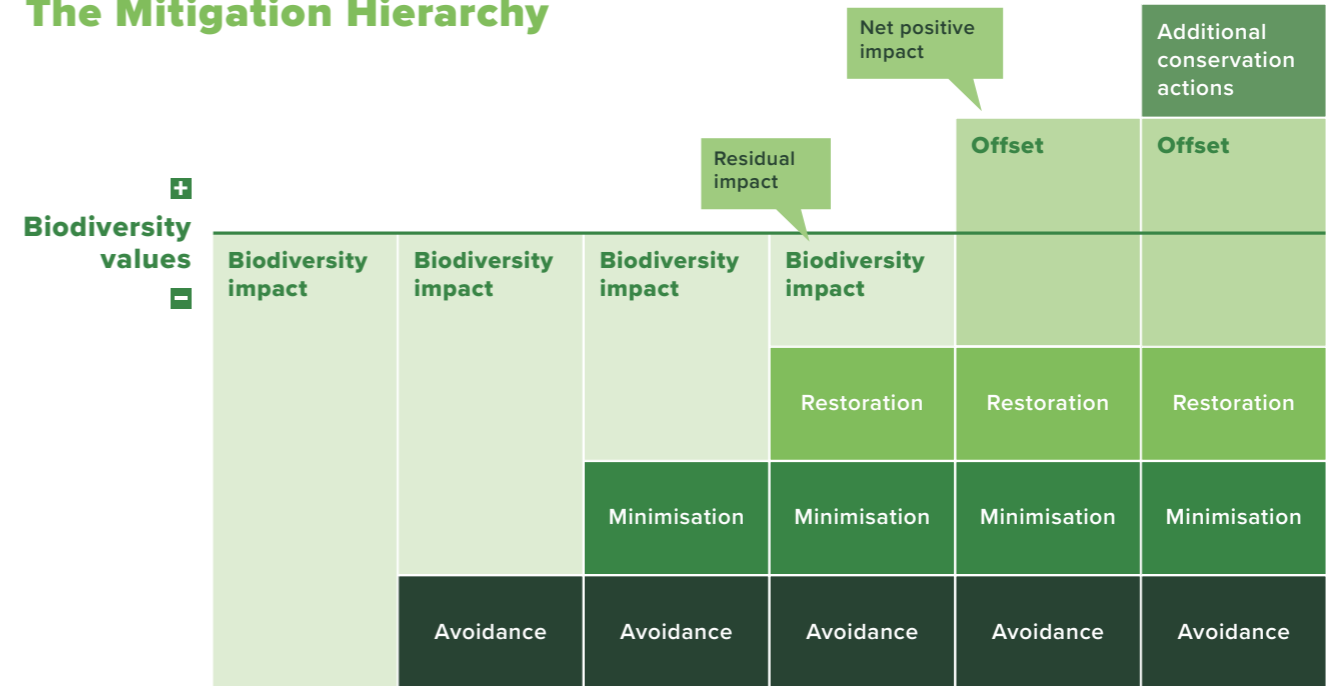 The Mitigation Hierarchy
Net positive
impact
Additional
conservation
actions
Residual
impact
Offset
Offset
+
Biodiversity
values
−
Biodiversity
impact
Biodiversity
impact
Biodiversity
impact
Biodiversity
impact
Restoration
Restoration
Restoration
Minimisation
Minimisation
Minimisation
Minimisation
Avoidance
Avoidance
Avoidance
Avoidance
Avoidance